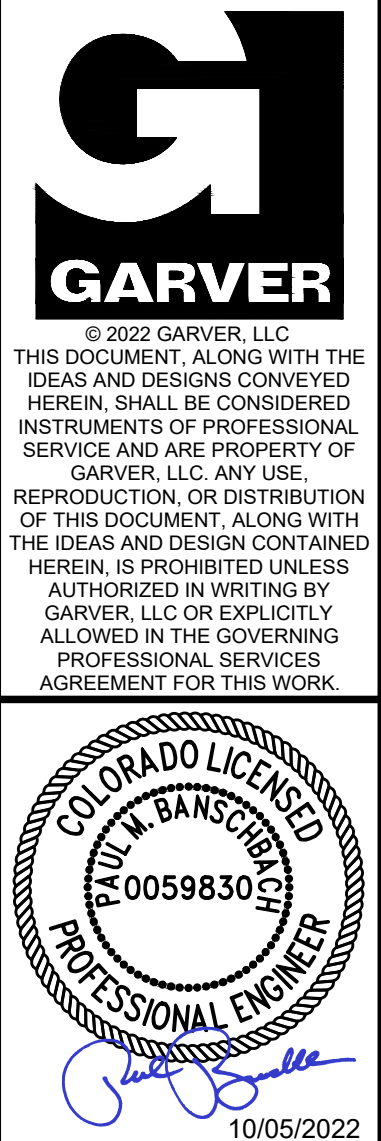 GARVER
© 2022 GARVER, LLC
THIS DOCUMENT, ALONG WITH THE
IDEAS AND DESIGNS CONVEYED
HEREIN, SHALL BE CONSIDERED
INSTRUMENTS OF PROFESSIONAL
SERVICE AND ARE PROPERTY OF
GARVER, LLC. ANY USE,
REPRODUCTION, OR DISTRIBUTION
OF THIS DOCUMENT, ALONG WITH
THE IDEAS AND DESIGN CONTAINED
HEREIN, IS PROHIBITED UNLESS
AUTHORIZED IN WRITING BY
GARVER, LLC OR EXPLICITLY
ALLOWED IN THE GOVERNING
PROFESSIONAL SERVICES
AGREEMENT FOR THIS WORK.
COLORADO LICENSED
PAUL M. BANSCHBACH
0059830
PROFESSIONAL ENGINEER
10/05/2022